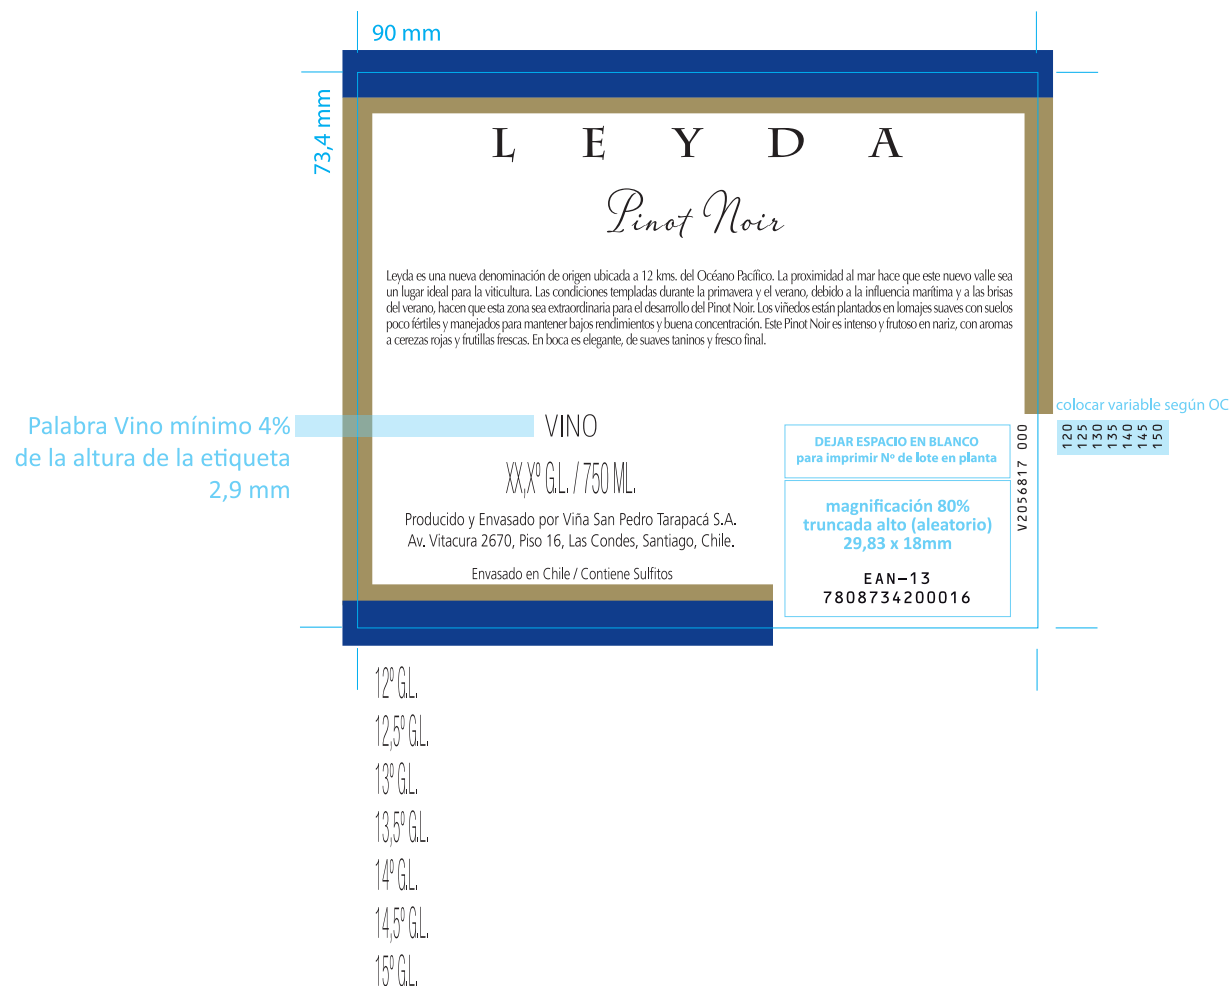 90 mm
73,4 mm
LEYDA
Pinot Noir
Leyda es una nueva denominación de origen ubicada a 12 kms. del Océano Pacífico. La proximidad al mar hace que este nuevo valle sea
un lugar ideal para la viticultura. Las condiciones templadas durante la primavera y el verano, debido a la influencia marítima y a las brisas
del verano, hacen que esta zona sea extraordinaria para el desarrollo del Pinot Noir. Los viñedos están plantados en lomajes suaves con suelos
poco fértiles y manejados para mantener bajos rendimientos y buena concentración. Este Pinot Noir es intenso y frutoso en nariz, con aromas
a cerezas rojas y frutillas frescas. En boca es elegante, de suaves taninos y fresco final.
Palabra Vino mínimo 4%
de la altura de la etiqueta
2,9 mm
VINO
XX,Xº G.L. / 750 ML.
Producido y Envasado por Viña San Pedro Tarapacá S.A.
Av. Vitacura 2670, Piso 16, Las Condes, Santiago, Chile.
Envasado en Chile / Contiene Sulfitos
DEJAR ESPACIO EN BLANCO
para imprimir Nº de lote en planta
magnificación 80%
truncada alto (aleatorio)
29,83 x 18mm
EAN-13
7808734200016
V2056817 000
colocar variable según OC
120
125
130
135
140
145
150
12º G.L.
12,5º G.L.
13º G.L.
13,5º G.L.
14º G.L.
14,5º G.L.
15º G.L.